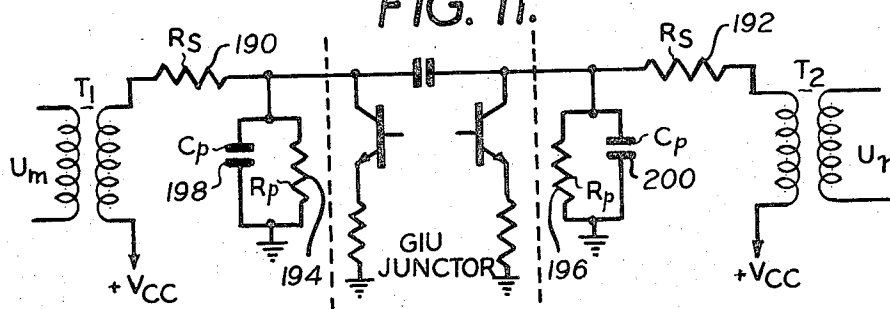 FIG. 11.
RS
190
RS
192
T1
T2
Um
Cp
198
Rp
194
GIU
JUNCTOR
Rp
196
Cp
200
+VCC
+VCC